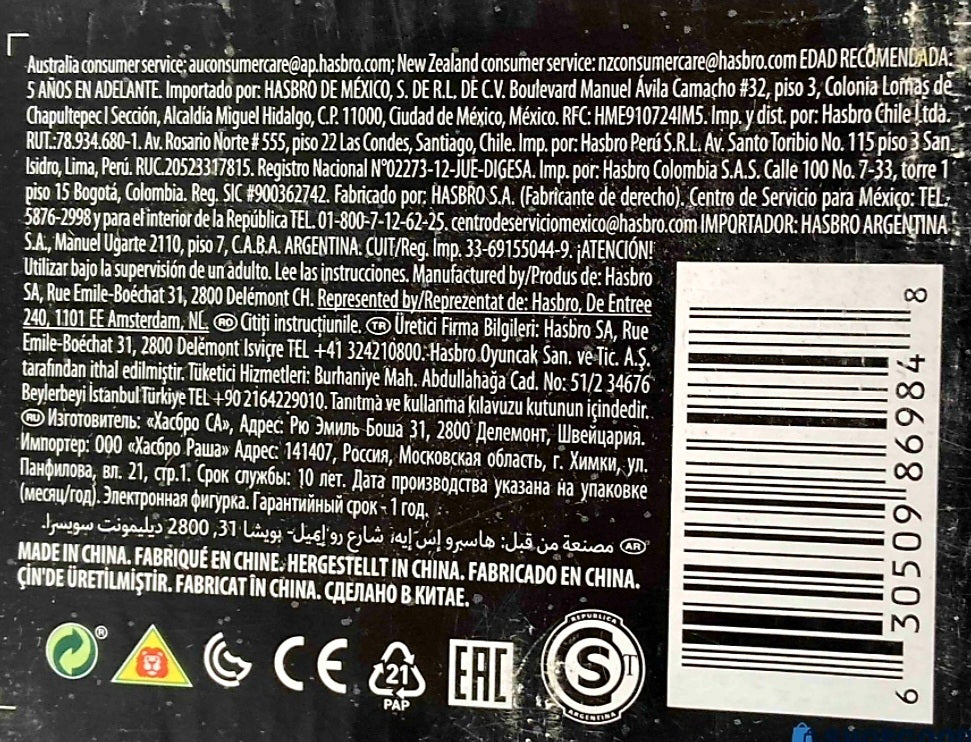 Australia consumer service: auconsumercare@ap.hasbro.com; New Zealand consumer service: nzconsumercare@hasbro.com EDAD RECOMENDADA:
5 AÑOS EN ADELANTE. Importado por: HASBRO DE MÉXICO, S. DE R.L. DE C.V. Boulevard Manuel Ávila Camacho #32, piso 3, Colonia Lomas de
Chapultepec I Sección, Alcaldía Miguel Hidalgo, C.P. 11000, Ciudad de México, México. RFC: HME910724IM5. Imp. y dist. por: Hasbro Chile Ltda.
RUT.:78.934.680-1. Av. Rosario Norte # 555, piso 22 Las Condes, Santiago, Chile. Imp. por: Hasbro Perú S.R.L. Av. Santo Toribio No. 115 piso 3 San
Isidro, Lima, Perú. RUC.20523317815. Registro Nacional N°02273-12-JUE-DIGESA. Imp. por: Hasbro Colombia S.A.S. Calle 100 No. 7-33, torre 1
piso 15 Bogotá, Colombia. Reg. SIC #900362742. Fabricado por: HASBRO S.A. (Fabricante de derecho). Centro de Servicio para México: TEL.
5876-2998 y para el interior de la República TEL. 01-800-7-12-62-25. centrodeserviciomexico@hasbro.com IMPORTADOR: HASBRO ARGENTINA
S.A., Manuel Ugarte 2110, piso 7, C.A.B.A. ARGENTINA. CUIT/Reg. Imp. 33-69155044-9. ¡ATENCIÓN!
Utilizar bajo la supervisión de un adulto. Lee las instrucciones. Manufactured by/Produs de: Hasbro
SA, Rue Emile-Boéchat 31, 2800 Delémont CH. Represented by/Reprezentat de: Hasbro, De Entree
240, 1101 EE Amsterdam, NL. RO Citiți instrucțiunile. TR Üretici Firma Bilgileri: Hasbro SA, Rue
Emile-Boéchat 31, 2800 Delémont İsviçre TEL +41 324210800. Hasbro Oyuncak San. ve Tic. A.Ş.
tarafından ithal edilmiştir. Tüketici Hizmetleri: Burhaniye Mah. Abdullahağa Cad. No: 51/2 34676
Beylerbeyi İstanbul Türkiye TEL +90 2164229010. Tanıtma ve kullanma kılavuzu kutunun içindedir.
RU Изготовитель: «Хасбро СА», Адрес: Рю Эмиль Боша 31, 2800 Делемонт, Швейцария.
Импортер: ООО «Хасбро Раша» Адрес: 141407, Россия, Московская область, г. Химки, ул.
Панфилова, вл. 21, стр.1. Срок службы: 10 лет. Дата производства указана на упаковке
(месяц/год). Электронная фигурка. Гарантийный срок - 1 год.
AR مصنعة من قبل: هاسبرو إس إيه، شارع رو إيميل- بويشا 31, 2800 ديليمونت سويسرا.
MADE IN CHINA. FABRIQUÉ EN CHINE. HERGESTELLT IN CHINA. FABRICADO EN CHINA.
ÇİN'DE ÜRETİLMİŞTİR. FABRICAT ÎN CHINA. СДЕЛАНО В КИТАЕ.
6 30509 86984 8
® CE 21 PAP EAC REPUBLICA S T ARGENTINA